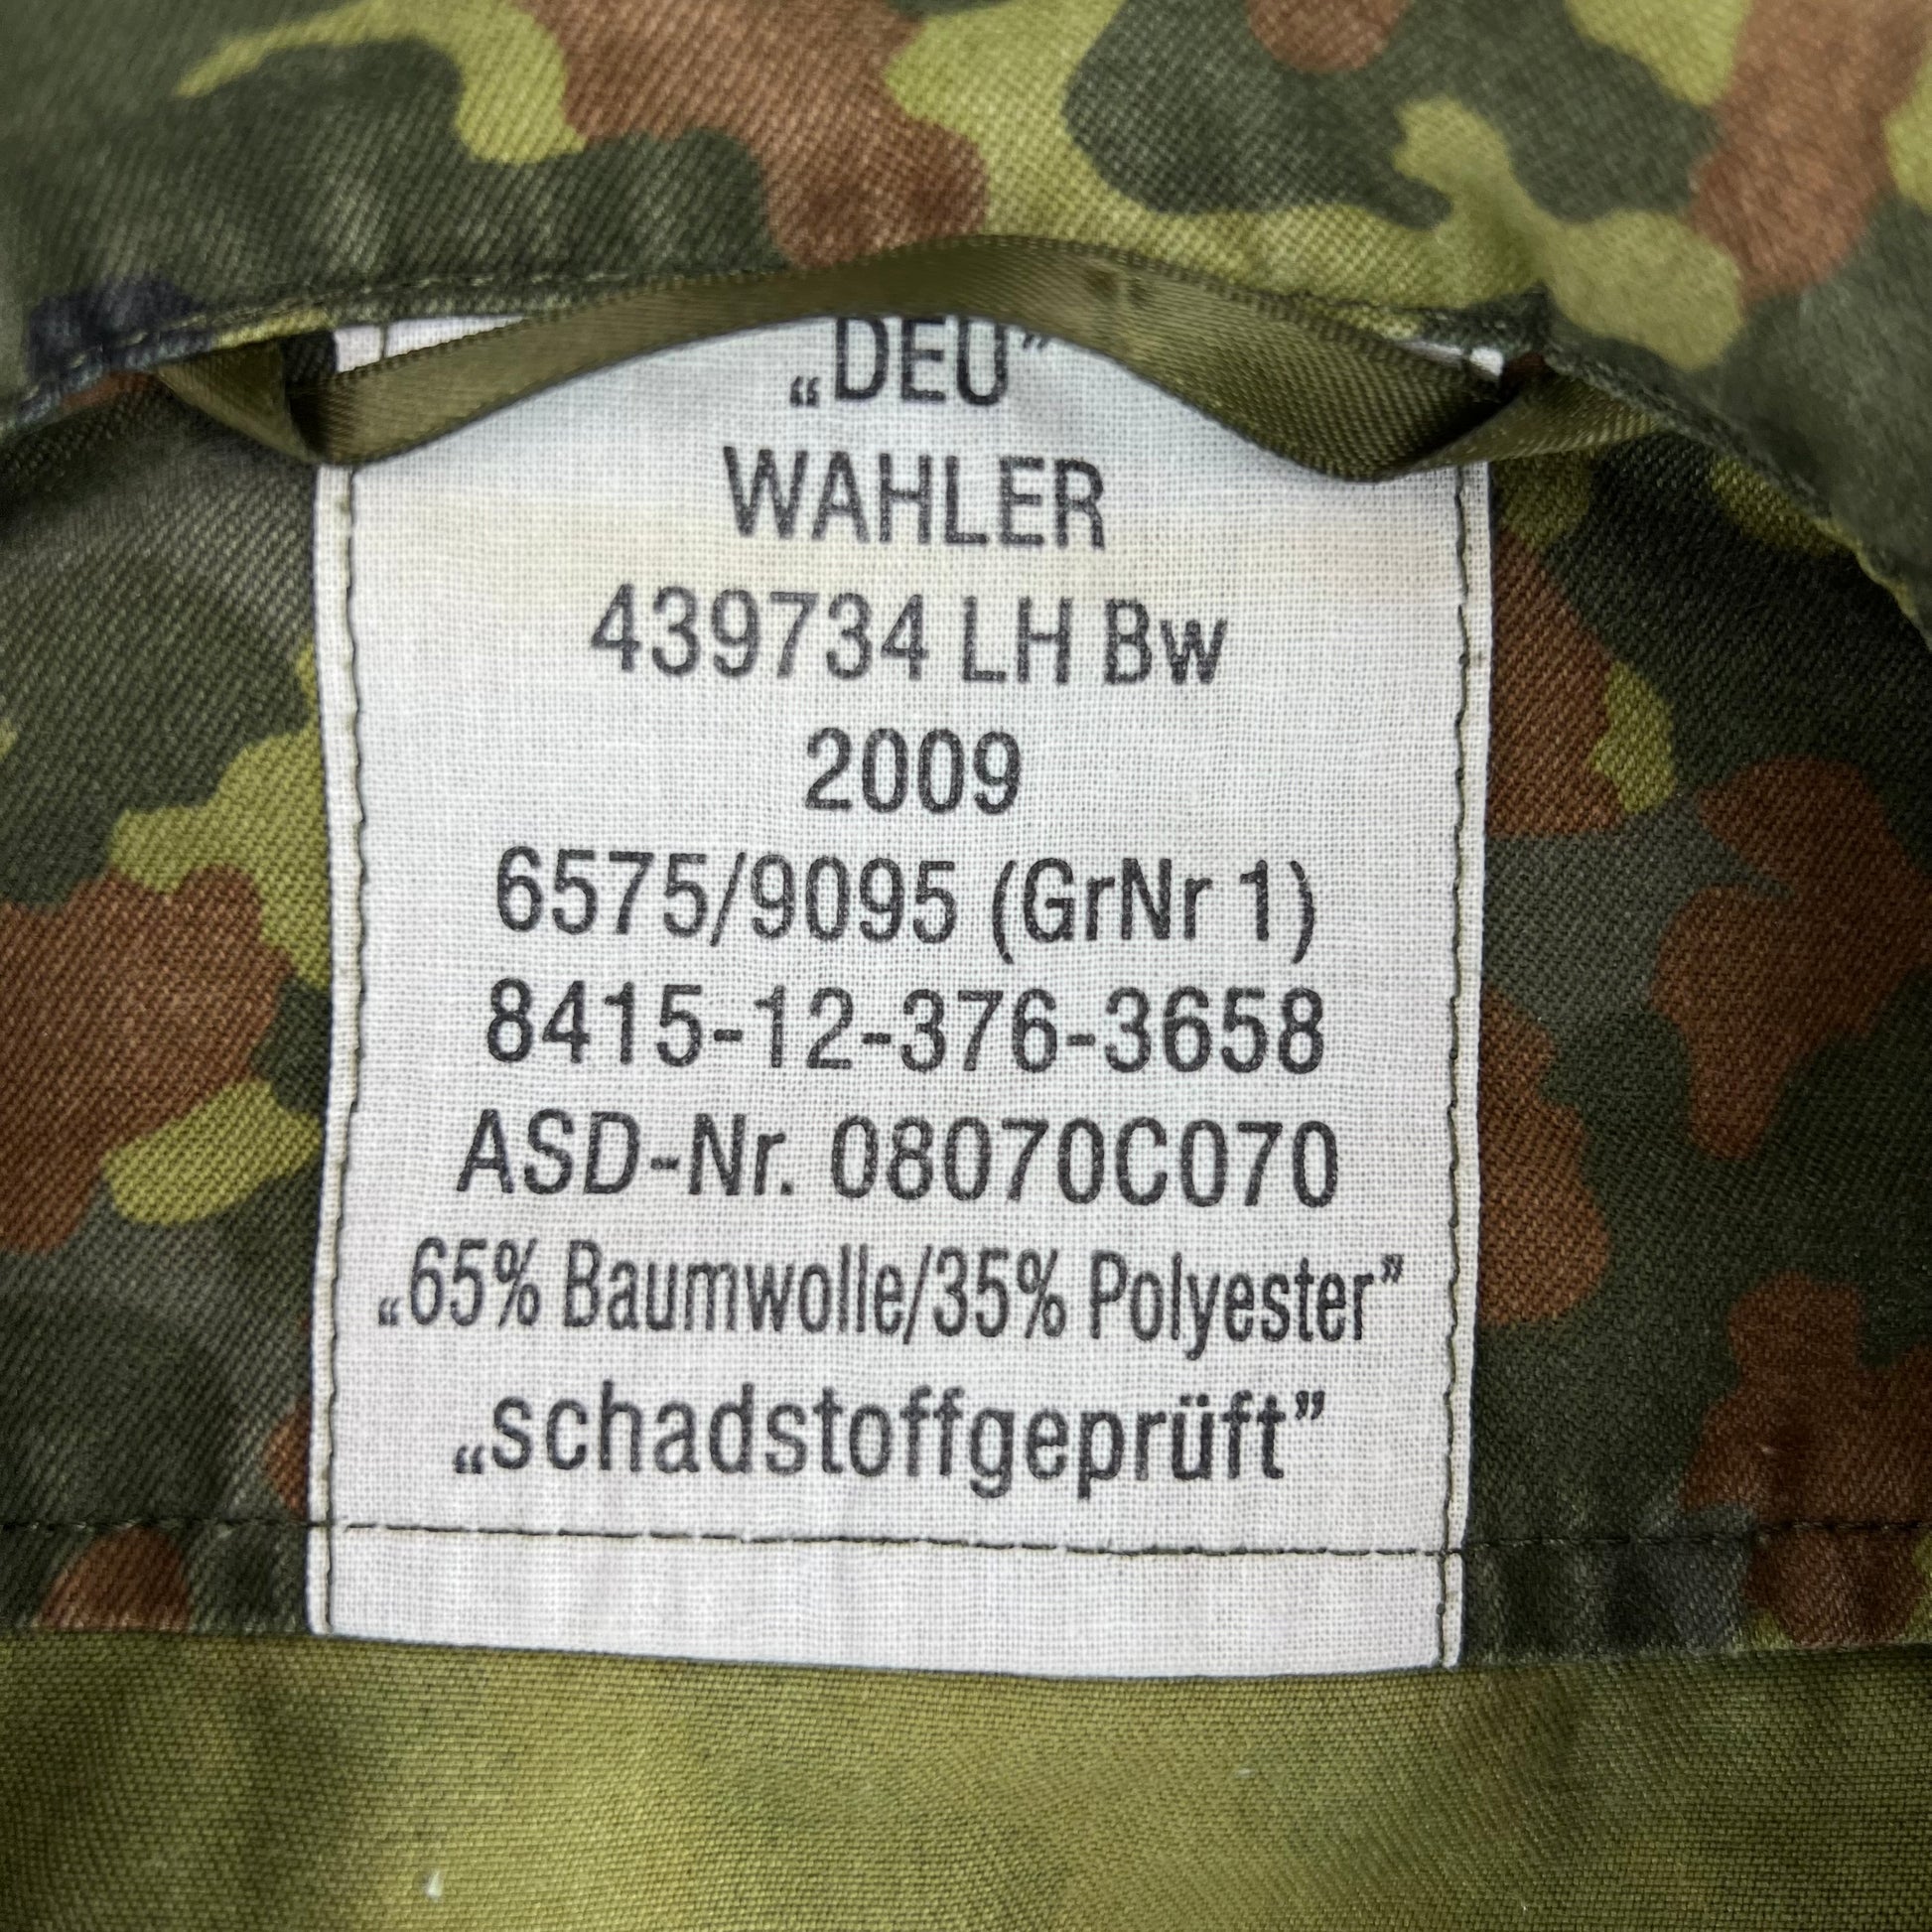 „DEU”
WAHLER
439734 LH Bw
2009
6575/9095 (GrNr 1)
8415-12-376-3658
ASD-Nr. 08070C070
„65% Baumwolle/35% Polyester”
„schadstoffgeprüft”